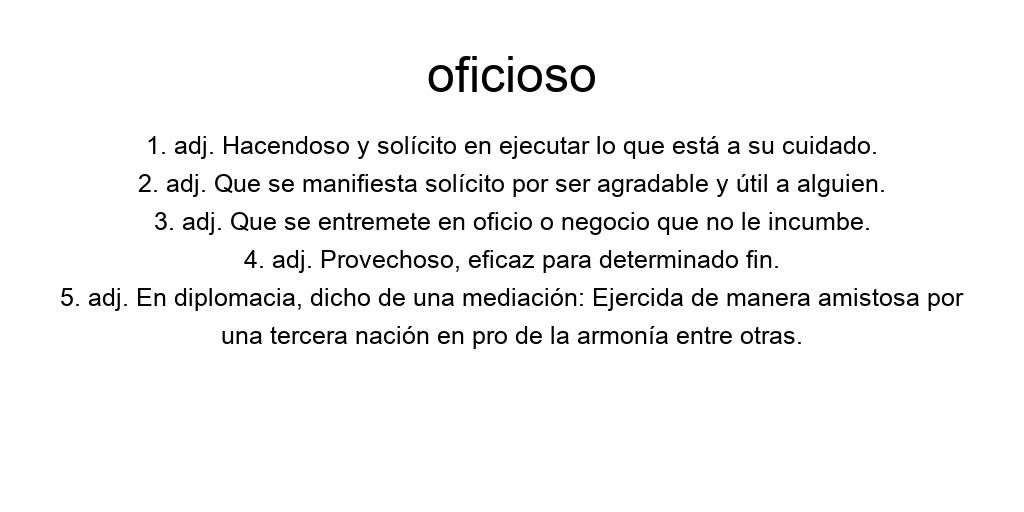 oficioso
1. adj. Hacendoso y solícito en ejecutar lo que está a su cuidado.
2. adj. Que se manifiesta solícito por ser agradable y útil a alguien.
3. adj. Que se entremete en oficio o negocio que no le incumbe.
4. adj. Provechoso, eficaz para determinado fin.
5. adj. En diplomacia, dicho de una mediación: Ejercida de manera amistosa por
una tercera nación en pro de la armonía entre otras.